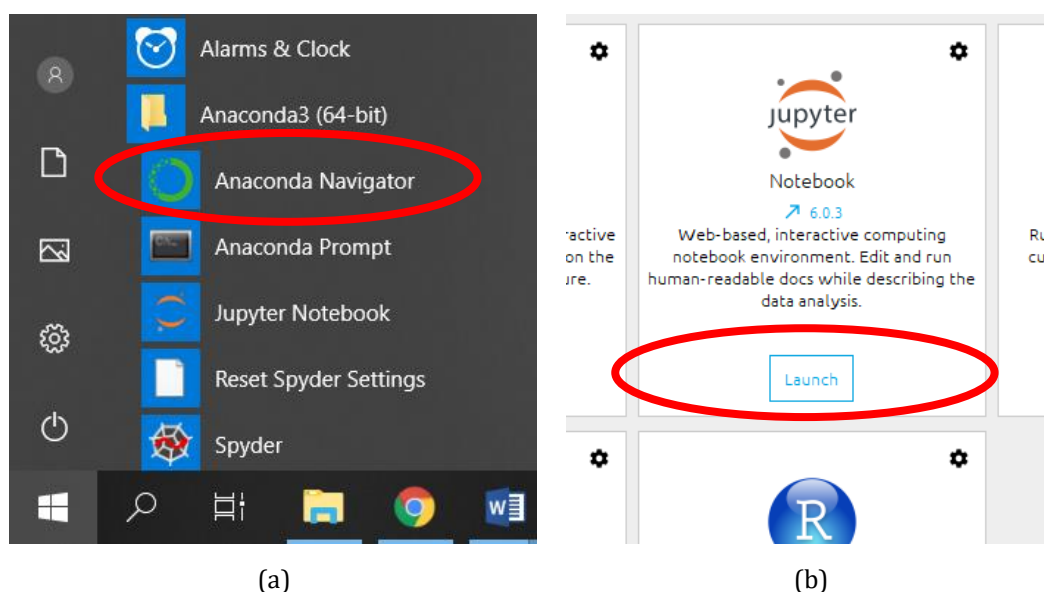 Alarms & Clock
Anaconda3 (64-bit)
Anaconda Navigator
Anaconda Prompt
Jupyter Notebook
Reset Spyder Settings
Spyder
W
(a)
jupyter
Notebook
6.0.3
Web-based, interactive computing
notebook environment. Edit and run
human-readable docs while describing the
data analysis.
Launch
ractive
on the
ure.
Ru
cu
R
(b)